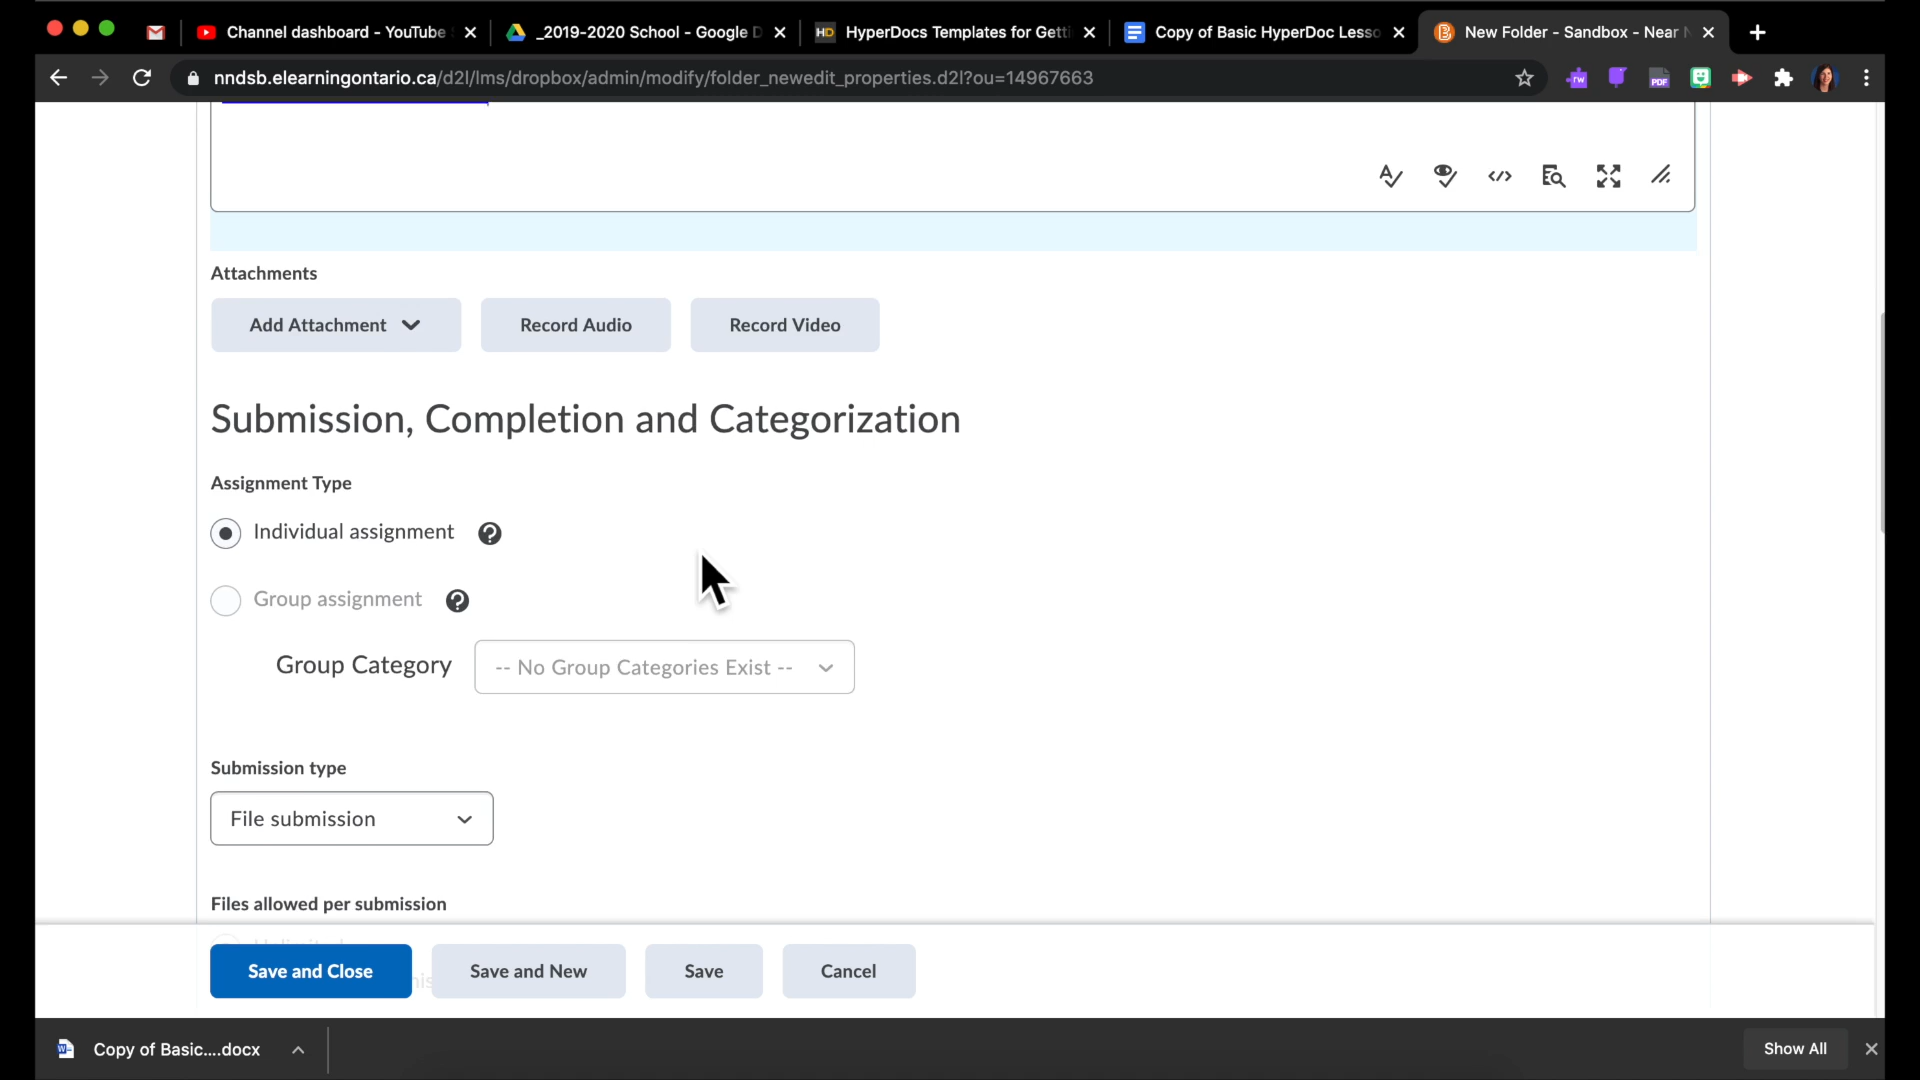 Channel dashboard - YouTube
_2019-2020 School - Google D
HD HyperDocs Templates for Getti
Copy of Basic HyperDoc Lesso
New Folder - Sandbox - Near N
nndsb.elearningontario.ca/d2l/lms/dropbox/admin/modify/folder_newedit_properties.d2l?ou=14967663
rw
PDF
Attachments
Add Attachment
Record Audio
Record Video
Submission, Completion and Categorization
Assignment Type
Individual assignment
Group assignment
Group Category
-- No Group Categories Exist --
Submission type
File submission
Files allowed per submission
Save and Close
Save and New
Save
Cancel
Copy of Basic....docx
Show All